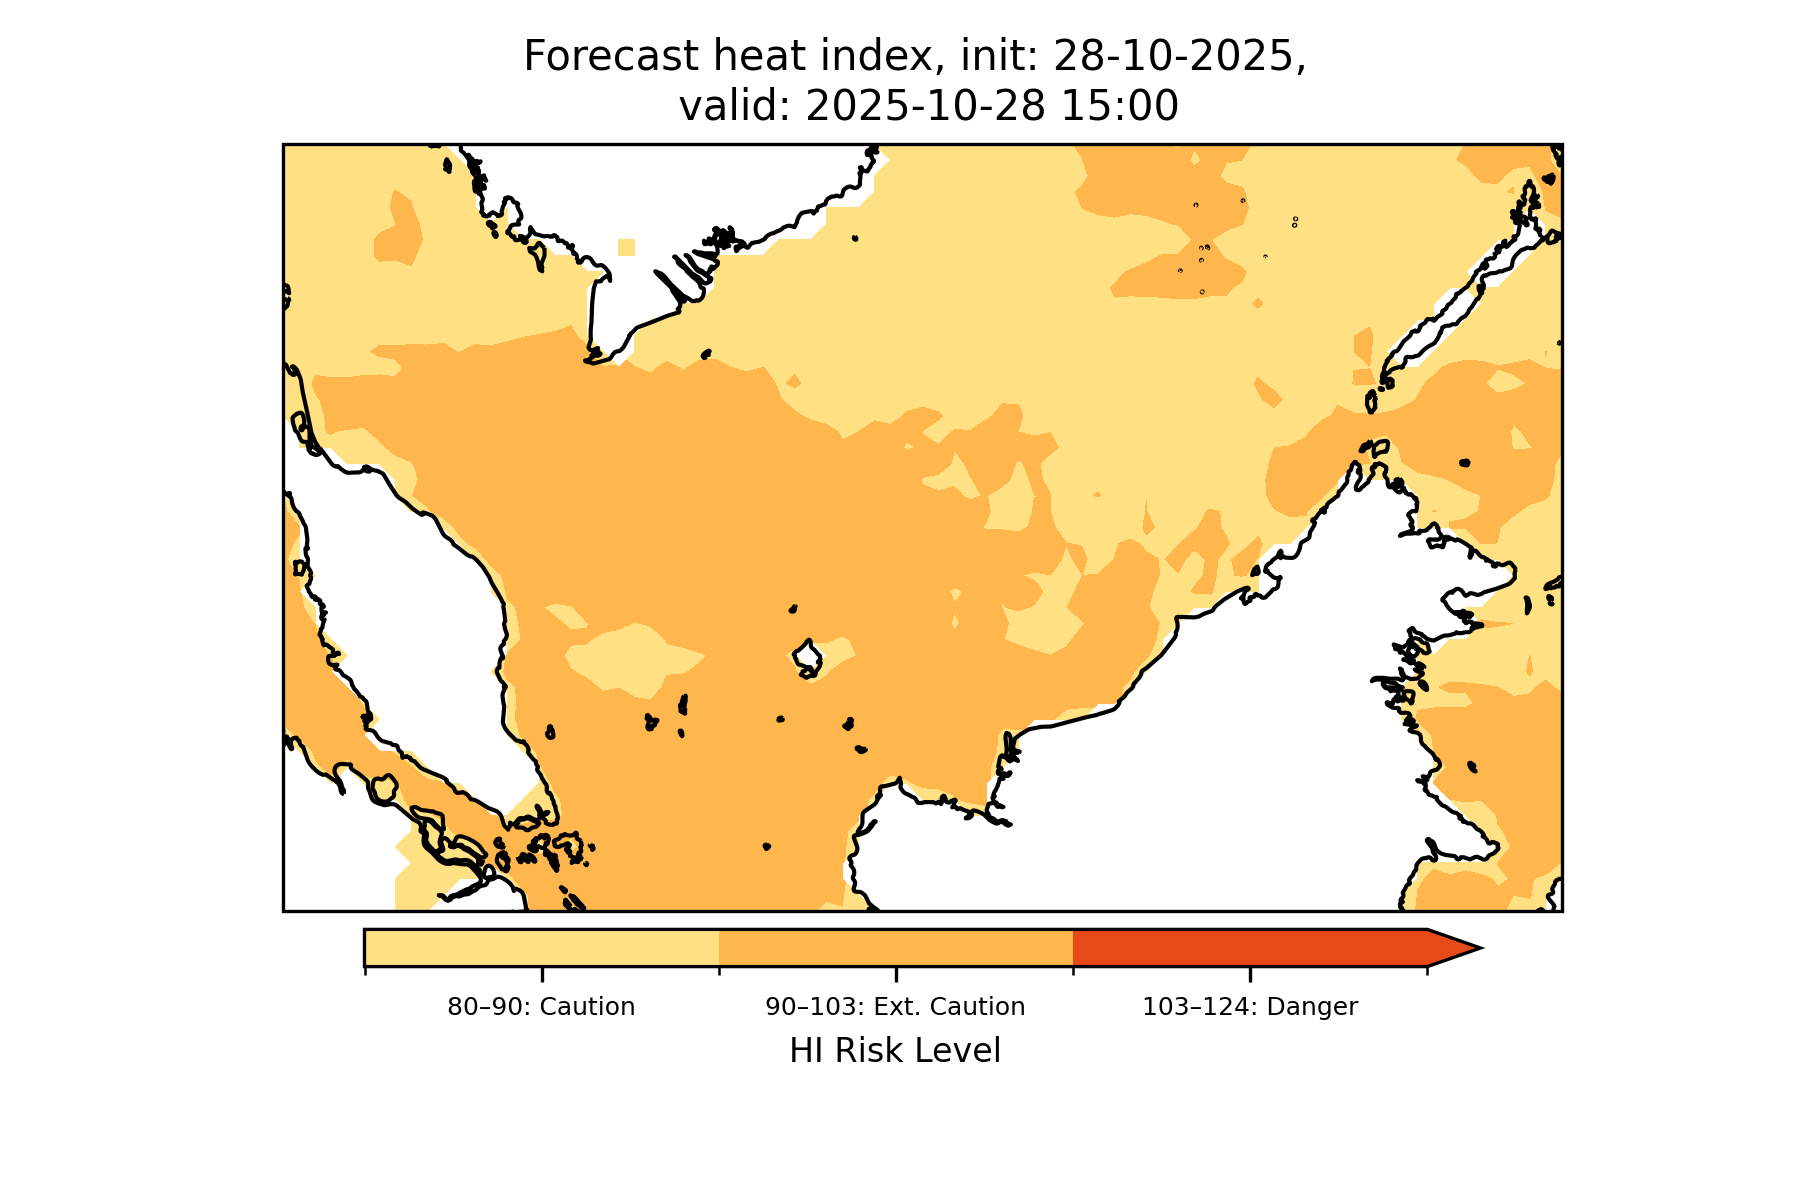 Forecast heat index, init: 28-10-2025,
valid: 2025-10-28 15:00
80–90: Caution
90–103: Ext. Caution
103–124: Danger
HI Risk Level